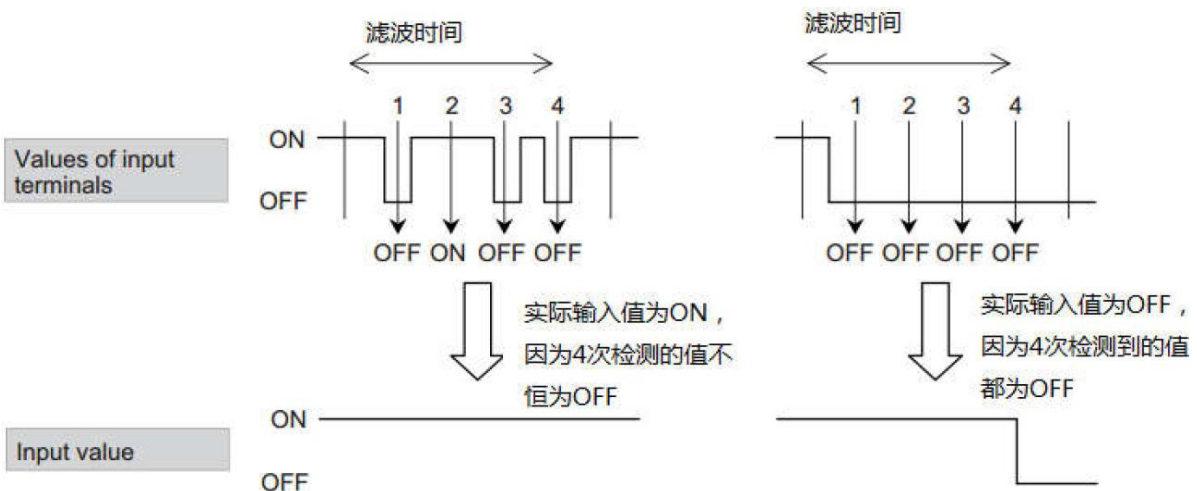 滤波时间
滤波时间
1 2 3 4
1 2 3 4
Values of input
terminals
ON
OFF
OFF ON OFF OFF
OFF OFF OFF OFF
实际输入值为ON，
因为4次检测的值不
恒为OFF
实际输入值为OFF，
因为4次检测到的值
都为OFF
Input value
ON
OFF